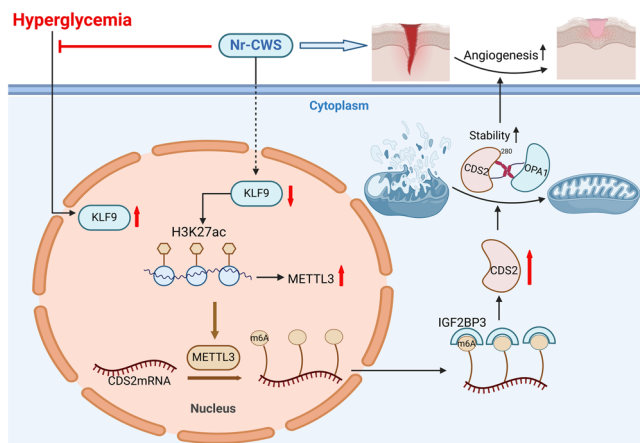 Hyperglycemia
Nr-CWS
Angiogenesis
Cytoplasm
Stability
280
CDS2
OPA1
KLF9
KLF9
H3K27ac
METTL3
CDS2
IGF2BP3
m6A
METTL3
m6A
CDS2mRNA
Nucleus